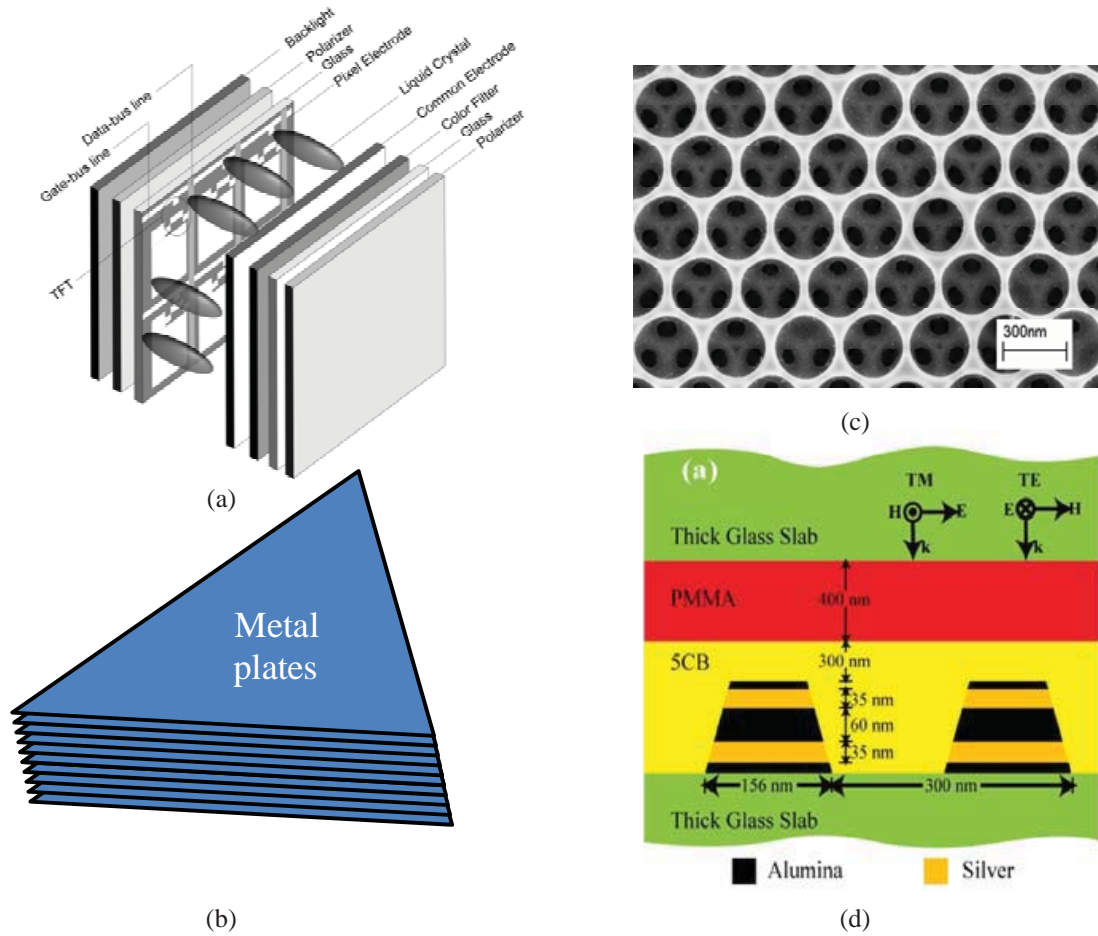 Backlight
Polarizer
Glass
Pixel Electrode
Liquid Crystal
Common Electrode
Color Filter
Glass
Polarizer
Data-bus line
Gate-bus line
TFT
(a)
Metal
plates
(b)
300nm
(c)
(a)
TM
TE
H
E
k
E
H
k
Thick Glass Slab
PMMA
400 nm
5CB
300 nm
35 nm
60 nm
35 nm
156 nm
300 nm
Thick Glass Slab
Alumina
Silver
(d)